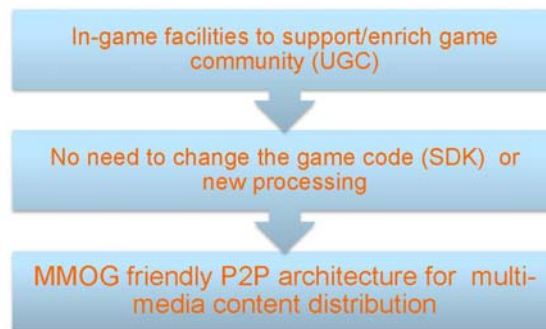 In-game facilities to support/enrich game
community (UGC)
No need to change the game code (SDK) or
new processing
MMOG friendly P2P architecture for multi-
media content distribution